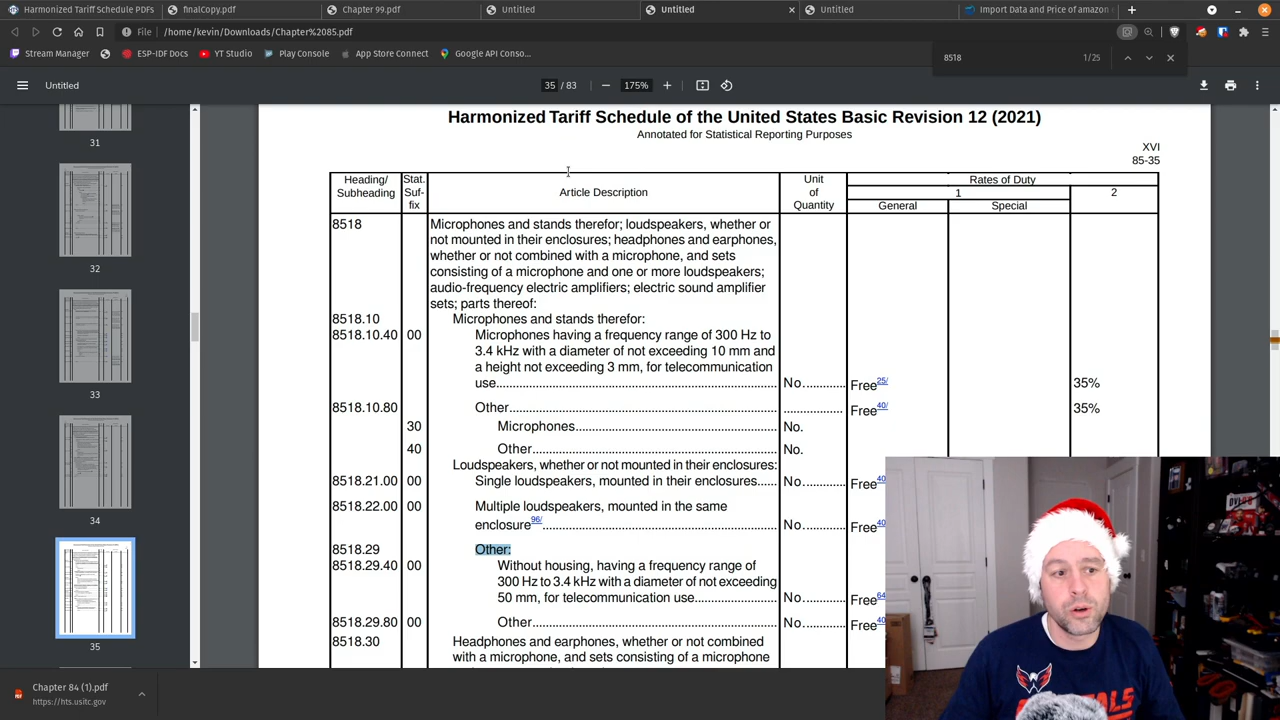 Harmonized Tariff Schedule PDFs
finalCopy.pdf
Chapter 99.pdf
Untitled
Untitled
Untitled
Import Data and Price of amazon
File
/home/kevin/Downloads/Chapter%2085.pdf
Stream Manager
ESP-IDF Docs
YT Studio
Play Console
App Store Connect
Google API Conso...
8518
1/25
Untitled
35 / 83
175%
31
32
33
34
35
Harmonized Tariff Schedule of the United States Basic Revision 12 (2021)
Annotated for Statistical Reporting Purposes
XVI
85-35
Heading/
Subheading
Stat.
Suf-
fix
Article Description
Unit
of
Quantity
Rates of Duty
1
2
General
Special
8518 Microphones and stands therefor; loudspeakers, whether or
not mounted in their enclosures; headphones and earphones,
whether or not combined with a microphone, and sets
consisting of a microphone and one or more loudspeakers;
audio-frequency electric amplifiers; electric sound amplifier
sets; parts thereof:
8518.10 Microphones and stands therefor:
8518.10.40 00 Microphones having a frequency range of 300 Hz to
3.4 kHz with a diameter of not exceeding 10 mm and
a height not exceeding 3 mm, for telecommunication
use................................................................ No........... Free25/ 35%
8518.10.80 Other............................................................ .................. Free40/ 35%
30 Microphones............................................. No.
40 Other........................................................ No.
Loudspeakers, whether or not mounted in their enclosures:
8518.21.00 00 Single loudspeakers, mounted in their enclosures...... No........... Free40
8518.22.00 00 Multiple loudspeakers, mounted in the same
enclosure96/.................................................... No........... Free40
8518.29 Other:
8518.29.40 00 Without housing, having a frequency range of
300 Hz to 3.4 kHz with a diameter of not exceeding
50 mm, for telecommunication use.................. No........... Free64
8518.29.80 00 Other........................................................ No........... Free40
8518.30 Headphones and earphones, whether or not combined
with a microphone, and sets consisting of a microphone
Chapter 84 (1).pdf
https://hts.usitc.gov